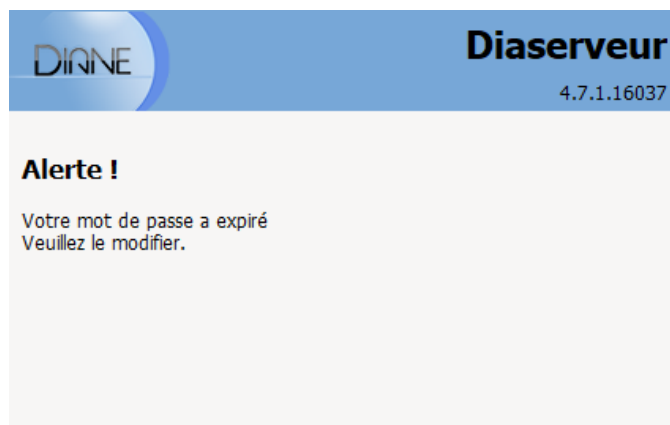 DIANE
Diaserveur
4.7.1.16037
Alerte !
Votre mot de passe a expiré
Veuillez le modifier.